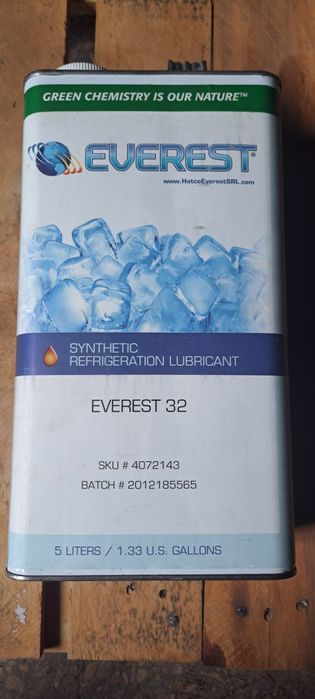 GREEN CHEMISTRY IS OUR NATURE™
EVEREST®
www.HatcoEverestSRL.com
SYNTHETIC
REFRIGERATION LUBRICANT
EVEREST 32
SKU # 4072143
BATCH # 2012185565
5 LITERS / 1.33 U.S. GALLONS